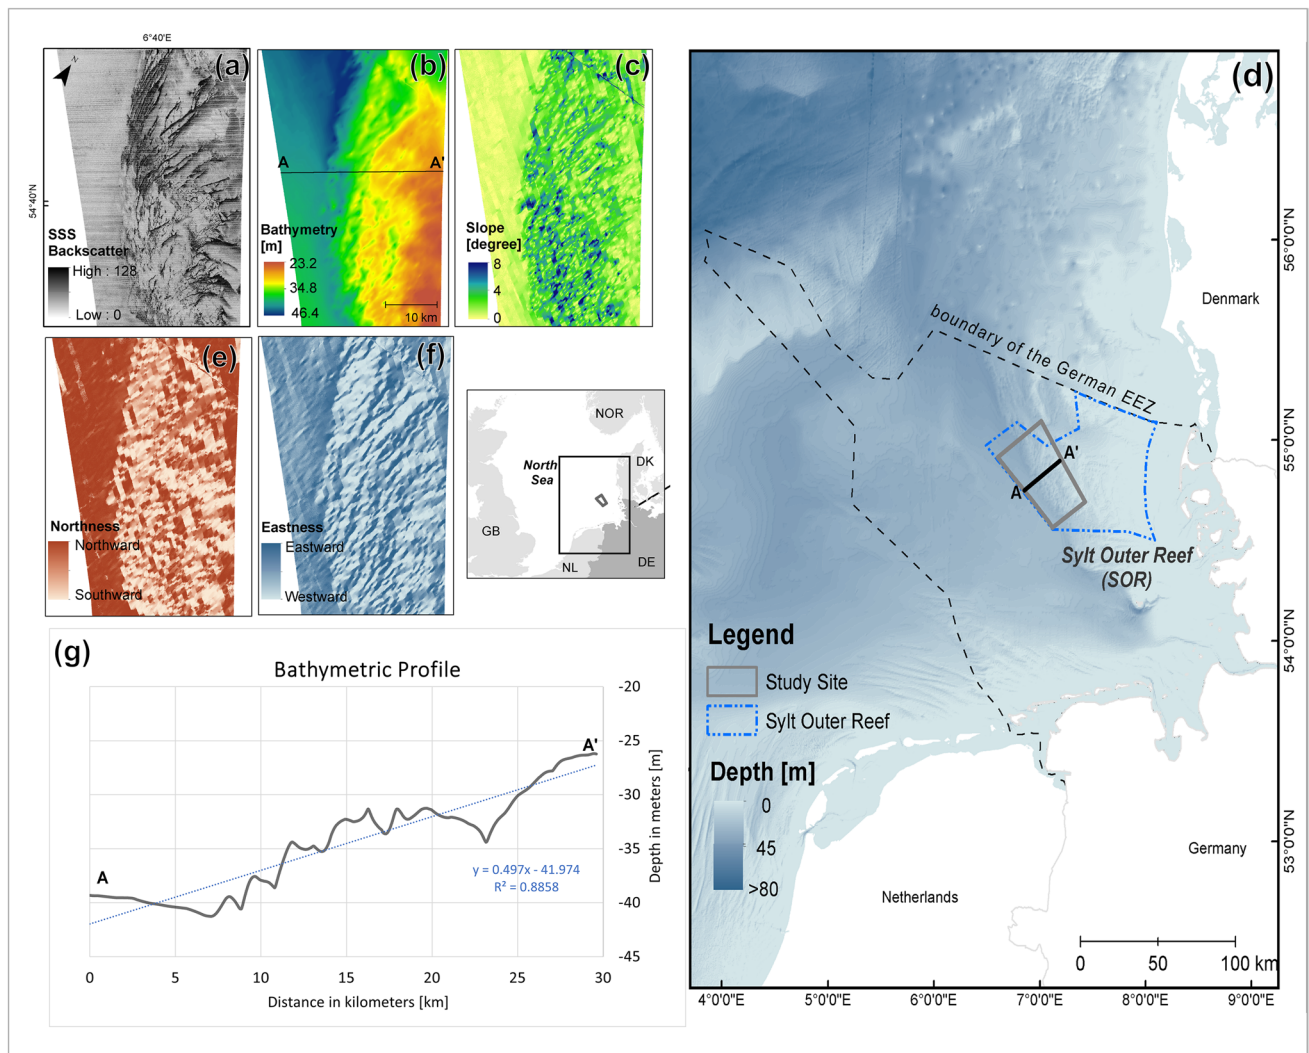 6°40'E
54°40'N
(a)
N
SSS
Backscatter
High : 128
Low : 0
(b)
A
A'
Bathymetry
[m]
23.2
34.8
46.4
10 km
(c)
Slope
[degree]
8
4
0
(e)
Northness
Northward
Southward
(f)
Eastness
Eastward
Westward
NOR
North
Sea
DK
GB
NL
DE
(d)
Denmark
boundary of the German EEZ
A'
A
Sylt Outer Reef
(SOR)
Legend
Study Site
Sylt Outer Reef
Depth [m]
0
45
>80
Netherlands
Germany
0
50
100 km
56°0'0"N
55°0'0"N
54°0'0"N
53°0'0"N
4°0'0"E
5°0'0"E
6°0'0"E
7°0'0"E
8°0'0"E
9°0'0"E
(g)
Bathymetric Profile
-20
-25
-30
-35
-40
-45
Depth in meters [m]
A
A'
y = 0.497x - 41.974
R² = 0.8858
0
5
10
15
20
25
30
Distance in kilometers [km]